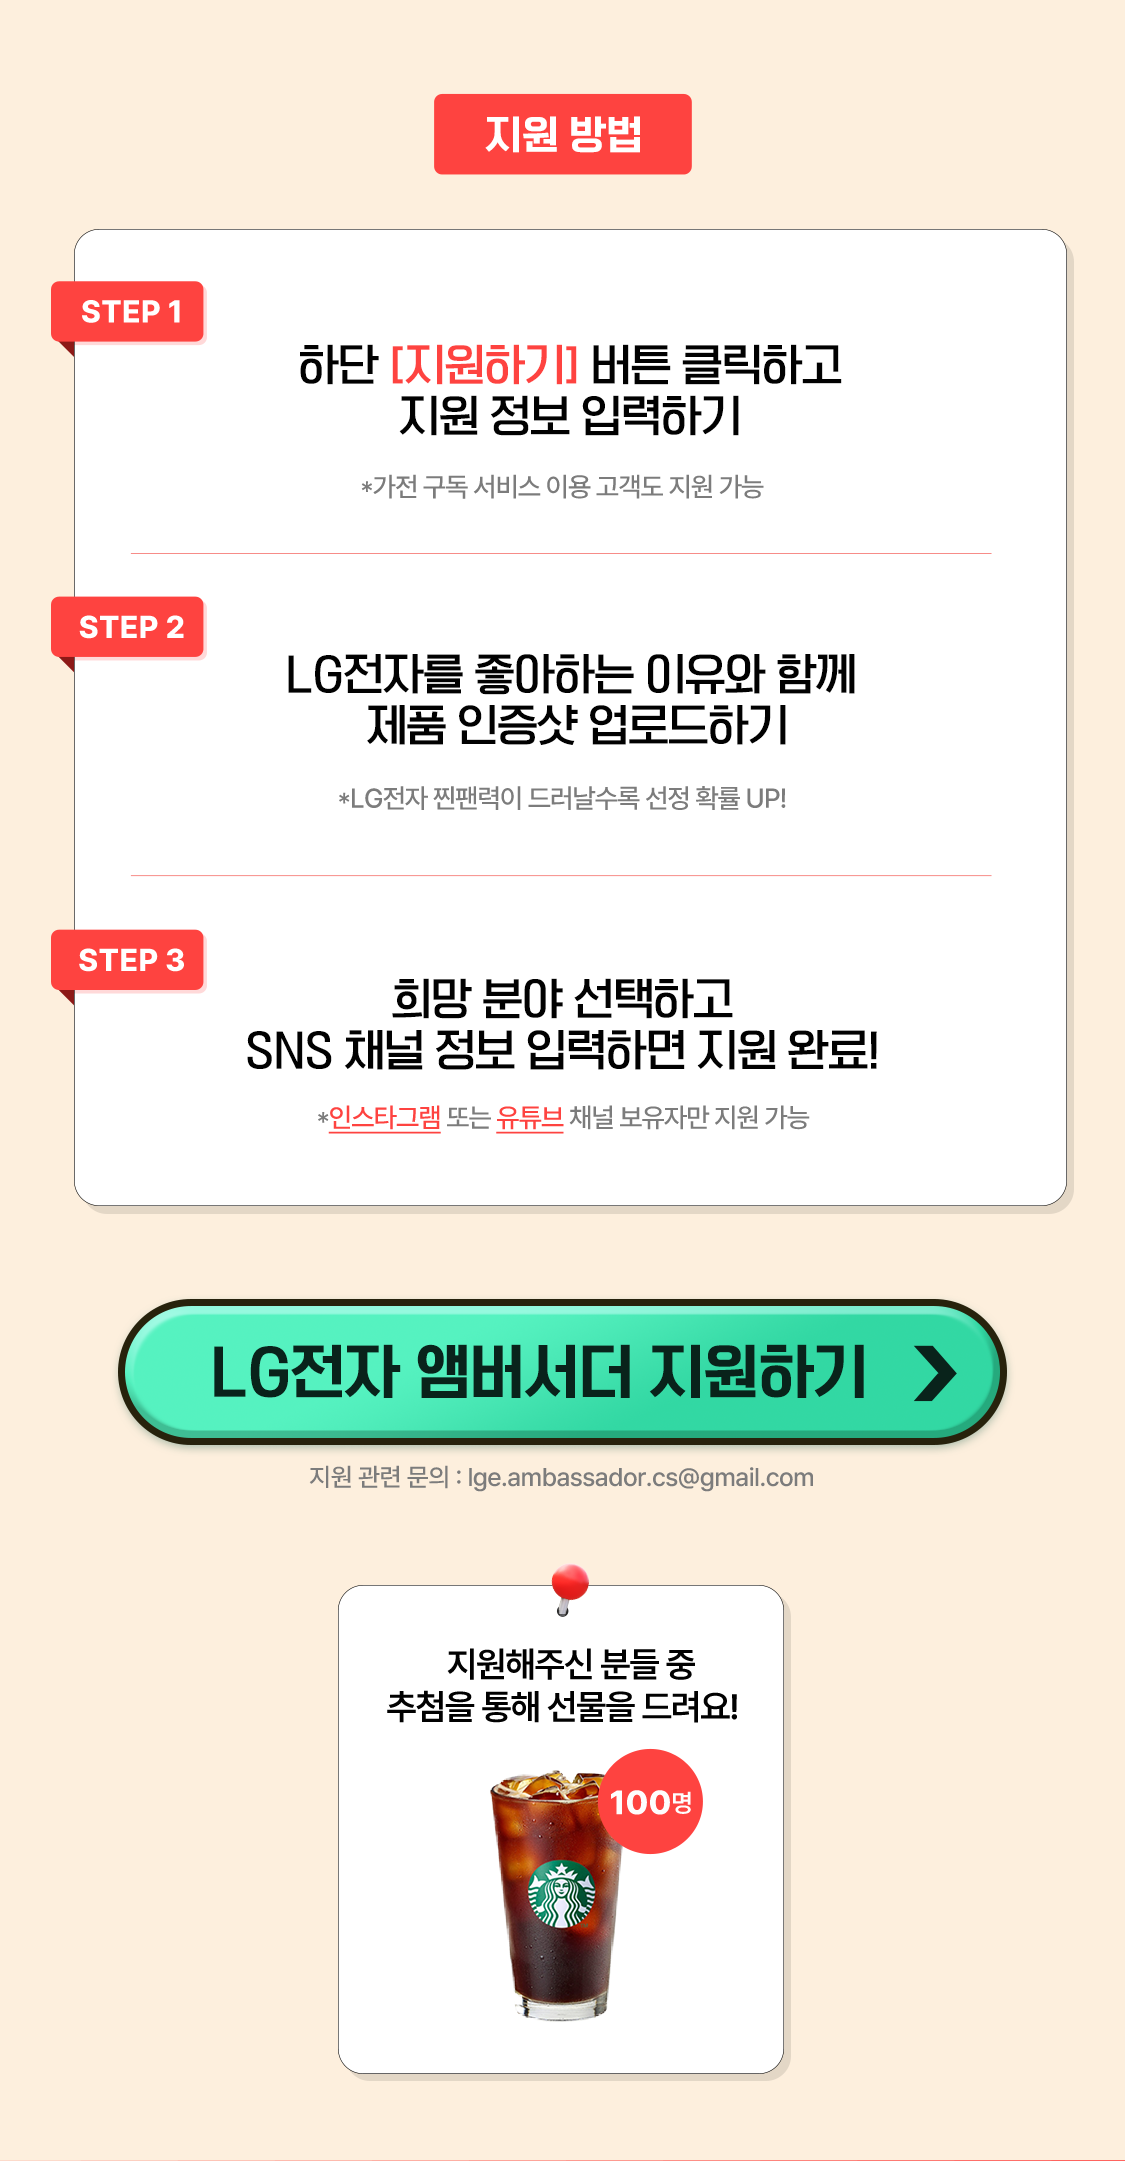 지원 방법
STEP 1
하단 [지원하기] 버튼 클릭하고
지원 정보 입력하기
*가전 구독 서비스 이용 고객도 지원 가능
STEP 2
LG전자를 좋아하는 이유와 함께
제품 인증샷 업로드하기
*LG전자 찐팬력이 드러날수록 선정 확률 UP!
STEP 3
희망 분야 선택하고
SNS 채널 정보 입력하면 지원 완료!
*인스타그램 또는 유튜브 채널 보유자만 지원 가능
LG전자 앰버서더 지원하기
지원 관련 문의 : lge.ambassador.cs@gmail.com
지원해주신 분들 중
추첨을 통해 선물을 드려요!
100명